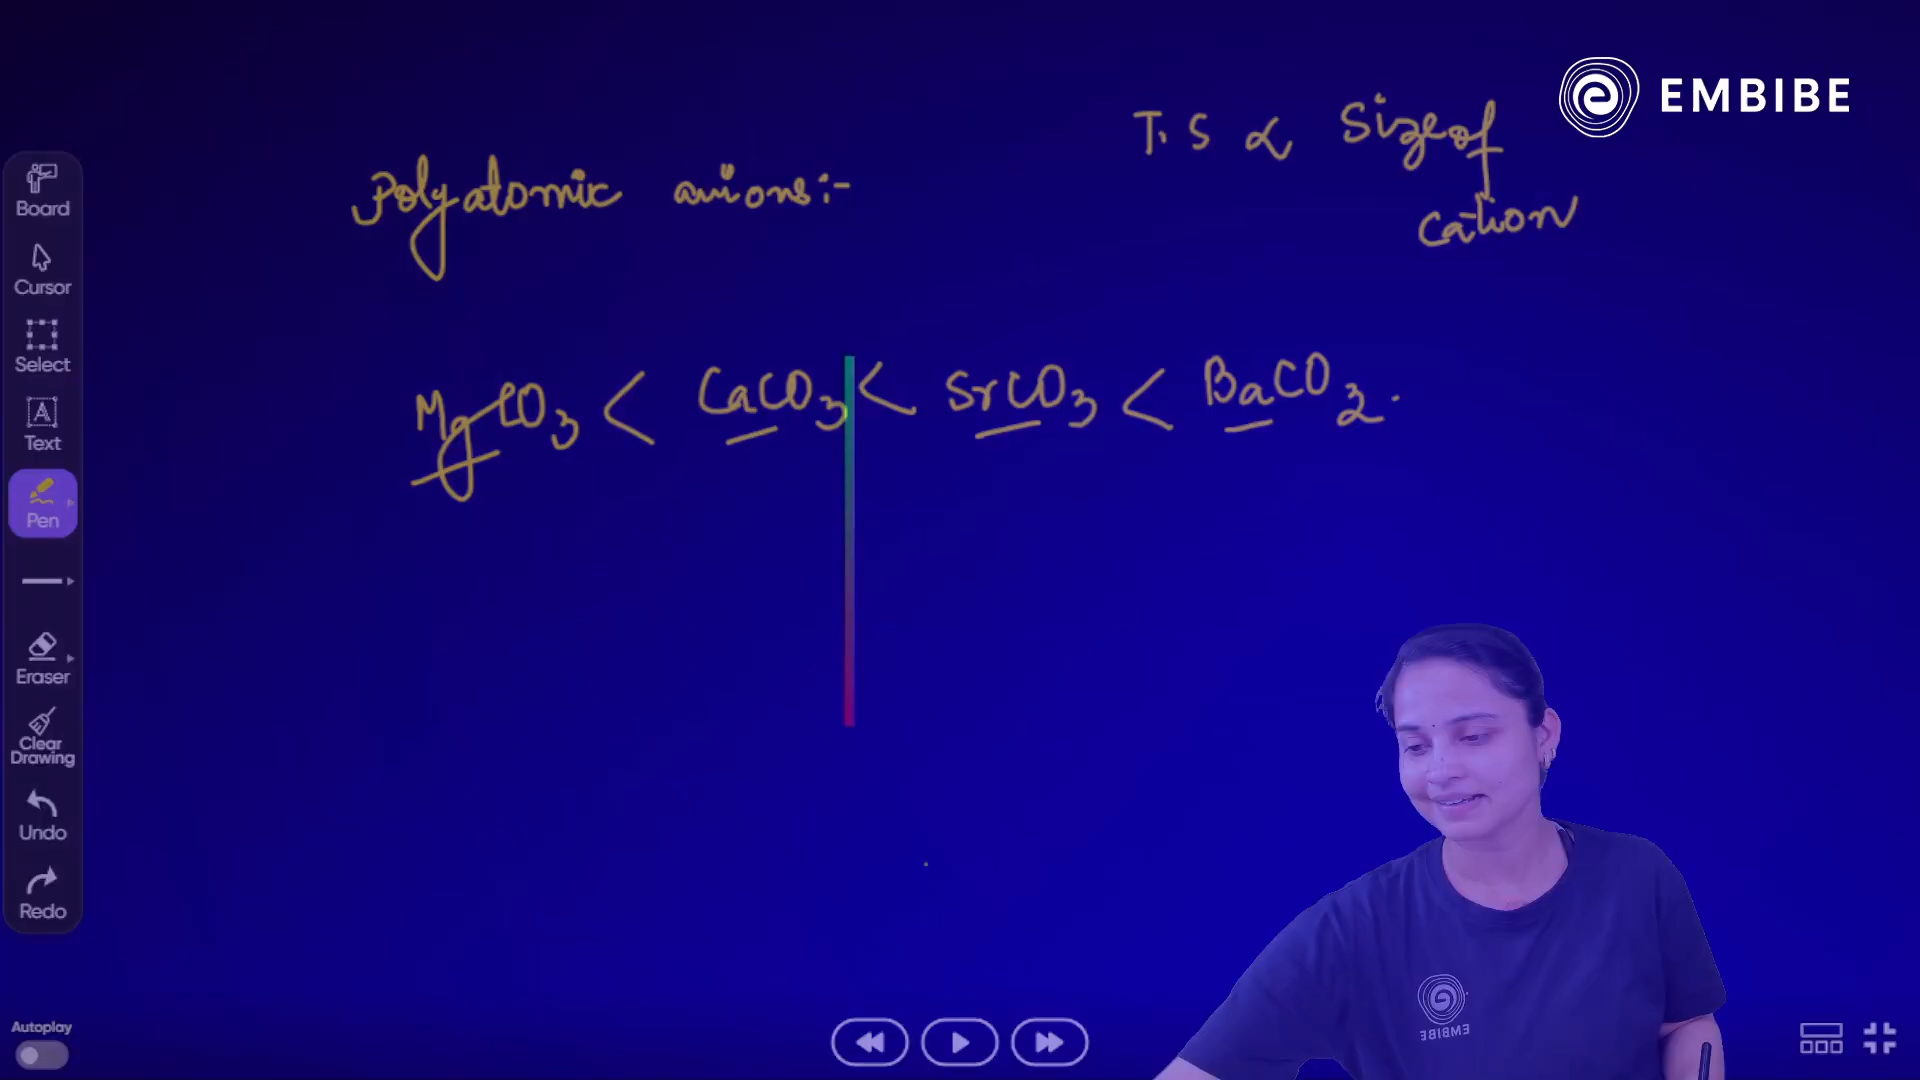 EMBIBE
T.S ∝ Size of
cation
Polyatomic anions:-
MgCO3 < CaCO3 < SrCO3 < BaCO2.
Board
Cursor
Select
A
Text
Pen
Eraser
Clear
Drawing
Undo
Redo
Autoplay
EMBIBE